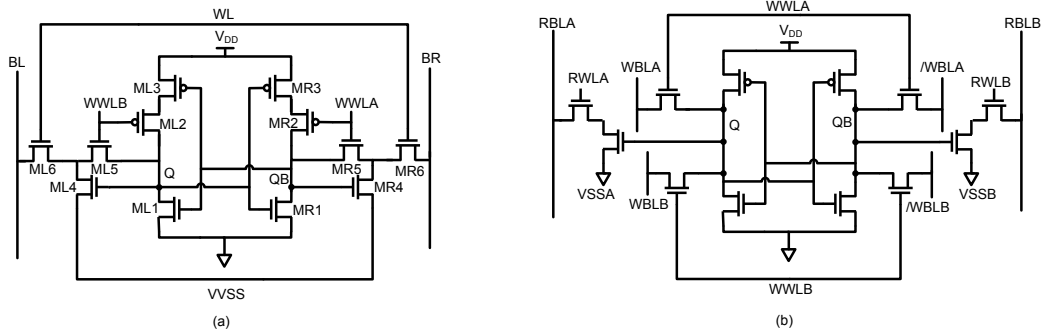 WL
VDD
BL
BR
ML3
MR3
WWLB
WWLA
ML2
MR2
ML6
ML5
Q
QB
MR5
MR6
ML4
MR4
ML1
MR1
VVSS
(a)
RBLA
WWLA
RBLB
VDD
RWLA
WBLA
/WBLA
RWLB
Q
QB
VSSA
WBLB
/WBLB
VSSB
WWLB
(b)